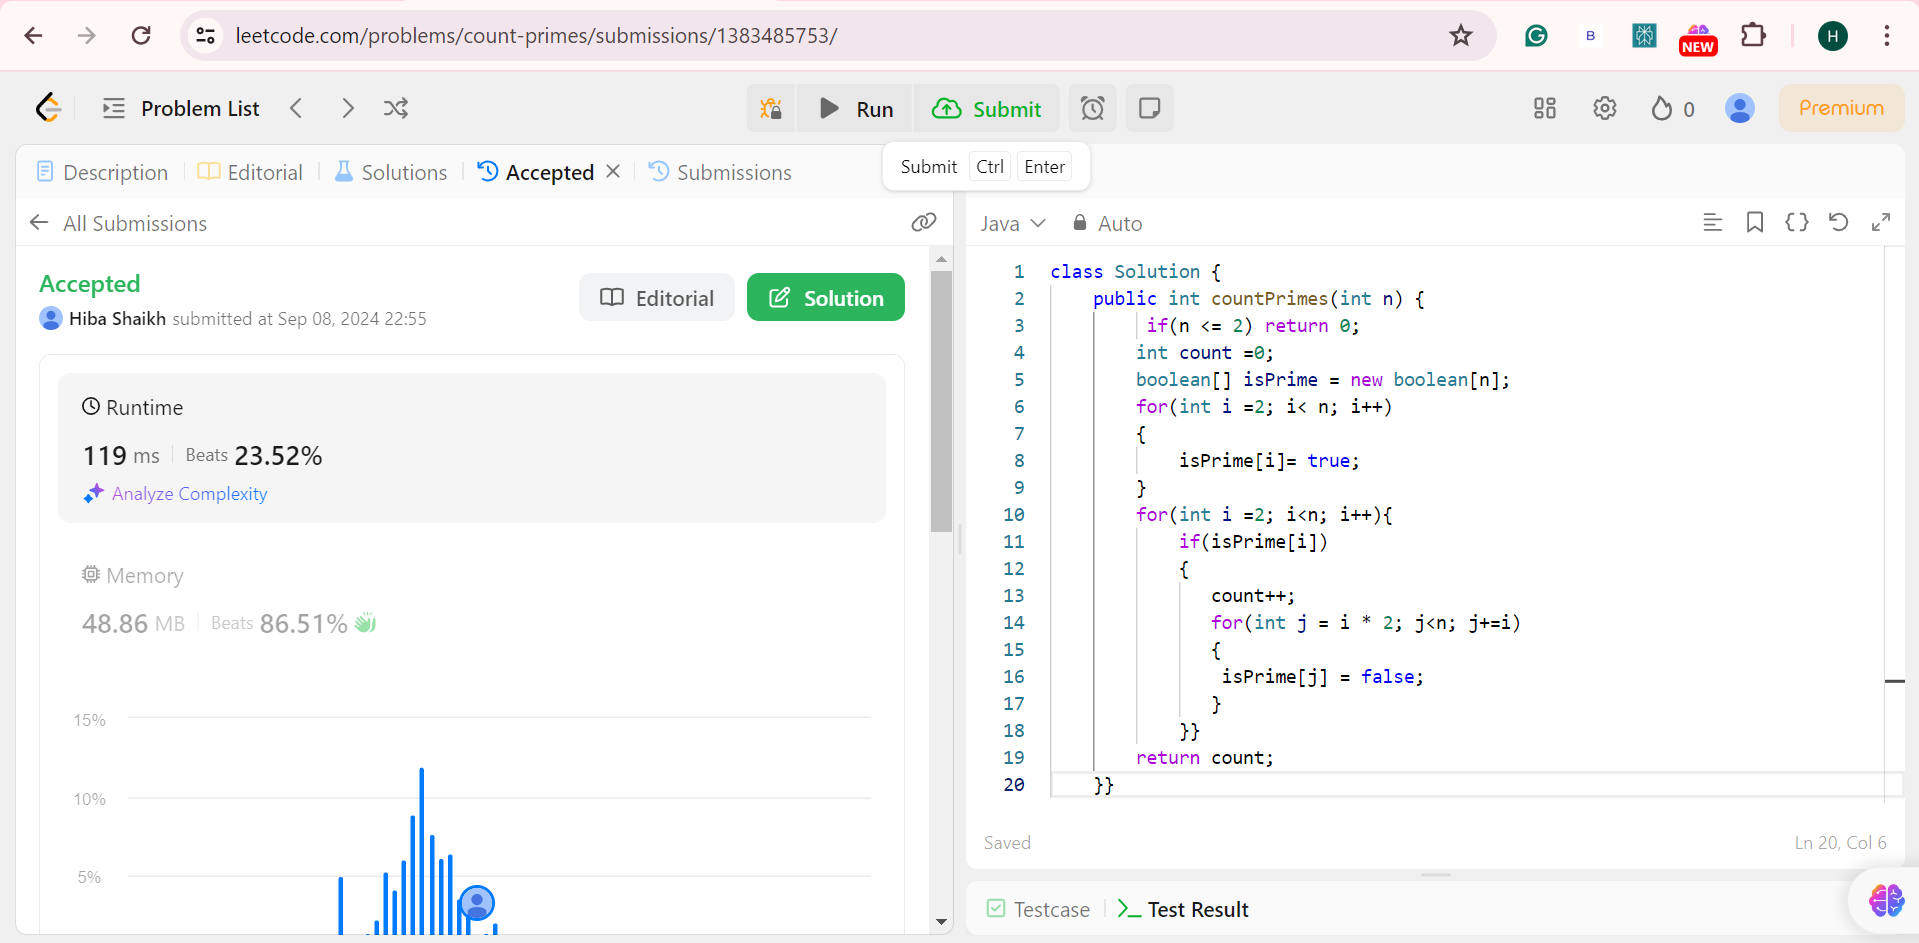 leetcode.com/problems/count-primes/submissions/1383485753/
B
NEW
H
Problem List
Run
Submit
0
Premium
Description
Editorial
Solutions
Accepted
Submissions
Submit Ctrl Enter
All Submissions
Java
Auto
Accepted
Hiba Shaikh submitted at Sep 08, 2024 22:55
Editorial
Solution
Runtime
119 ms
Beats 23.52%
Analyze Complexity
Memory
48.86 MB
Beats 86.51%
15%
10%
5%
1 class Solution {
2 public int countPrimes(int n) {
3 if(n <= 2) return 0;
4 int count =0;
5 boolean[] isPrime = new boolean[n];
6 for(int i =2; i< n; i++)
7 {
8 isPrime[i]= true;
9 }
10 for(int i =2; i<n; i++){
11 if(isPrime[i])
12 {
13 count++;
14 for(int j = i * 2; j<n; j+=i)
15 {
16 isPrime[j] = false;
17 }
18 }}
19 return count;
20 }}
Saved
Ln 20, Col 6
Testcase
Test Result